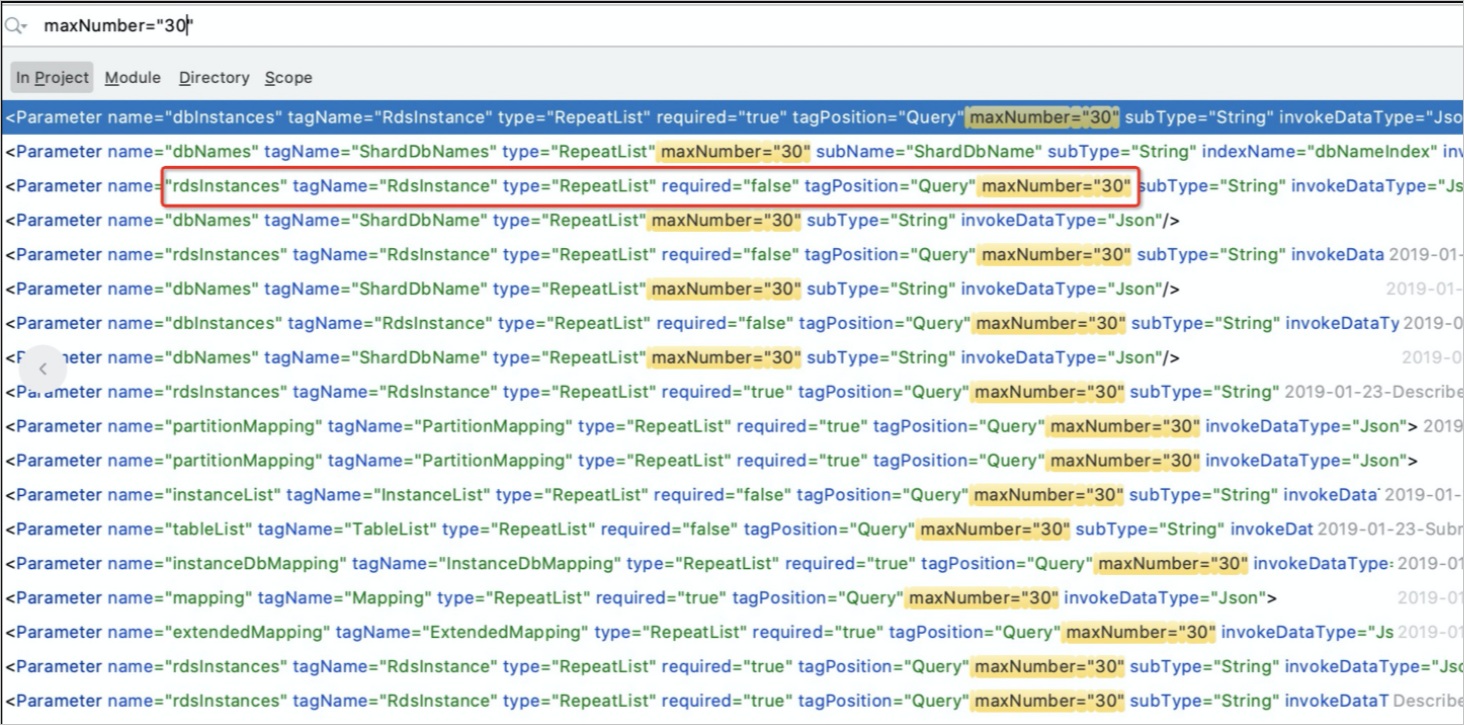 maxNumber="30"
In Project Module Directory Scope
<Parameter name="dbInstances" tagName="RdsInstance" type="RepeatList" required="true" tagPosition="Query" maxNumber="30" subType="String" invokeDataType="Jso
<Parameter name="dbNames" tagName="ShardDbNames" type="RepeatList" maxNumber="30" subName="ShardDbName" subType="String" indexName="dbNameIndex" inv
<Parameter name="rdsInstances" tagName="RdsInstance" type="RepeatList" required="false" tagPosition="Query" maxNumber="30" subType="String" invokeDataType="Js
<Parameter name="dbNames" tagName="ShardDbName" type="RepeatList" maxNumber="30" subType="String" invokeDataType="Json"/>
<Parameter name="rdsInstances" tagName="RdsInstance" type="RepeatList" required="false" tagPosition="Query" maxNumber="30" subType="String" invokeData 2019-01-
<Parameter name="dbNames" tagName="ShardDbName" type="RepeatList" maxNumber="30" subType="String" invokeDataType="Json"/> 2019-01-
<Parameter name="dbInstances" tagName="RdsInstance" type="RepeatList" required="false" tagPosition="Query" maxNumber="30" subType="String" invokeDataTy 2019-0
<Parameter name="dbNames" tagName="ShardDbName" type="RepeatList" maxNumber="30" subType="String" invokeDataType="Json"/> 2019-0
<Parameter name="rdsInstances" tagName="RdsInstance" type="RepeatList" required="true" tagPosition="Query" maxNumber="30" subType="String" 2019-01-23-Describe
<Parameter name="partitionMapping" tagName="PartitionMapping" type="RepeatList" required="true" tagPosition="Query" maxNumber="30" invokeDataType="Json"> 2019
<Parameter name="partitionMapping" tagName="PartitionMapping" type="RepeatList" required="true" tagPosition="Query" maxNumber="30" invokeDataType="Json">
<Parameter name="instanceList" tagName="InstanceList" type="RepeatList" required="false" tagPosition="Query" maxNumber="30" subType="String" invokeData 2019-01-
<Parameter name="tableList" tagName="TableList" type="RepeatList" required="false" tagPosition="Query" maxNumber="30" subType="String" invokeDat 2019-01-23-Subm
<Parameter name="instanceDbMapping" tagName="InstanceDbMapping" type="RepeatList" required="true" tagPosition="Query" maxNumber="30" invokeDataType= 2019-01
<Parameter name="mapping" tagName="Mapping" type="RepeatList" required="true" tagPosition="Query" maxNumber="30" invokeDataType="Json"> 2019-01
<Parameter name="extendedMapping" tagName="ExtendedMapping" type="RepeatList" required="true" tagPosition="Query" maxNumber="30" invokeDataType="Js 2019-01
<Parameter name="rdsInstances" tagName="RdsInstance" type="RepeatList" required="true" tagPosition="Query" maxNumber="30" subType="String" invokeDataType="Jso
<Parameter name="rdsInstances" tagName="RdsInstance" type="RepeatList" required="true" tagPosition="Query" maxNumber="30" subType="String" invokeDataT Describe